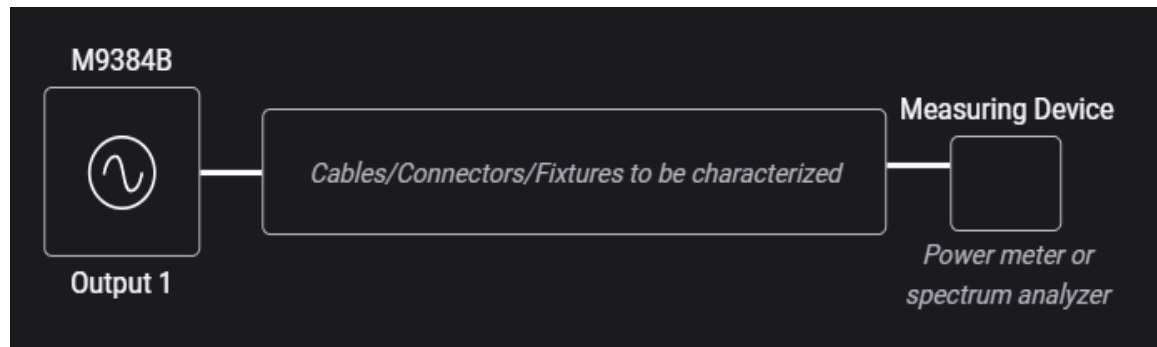 M9384B
Output 1
Cables/Connectors/Fixtures to be characterized
Measuring Device
Power meter or
spectrum analyzer